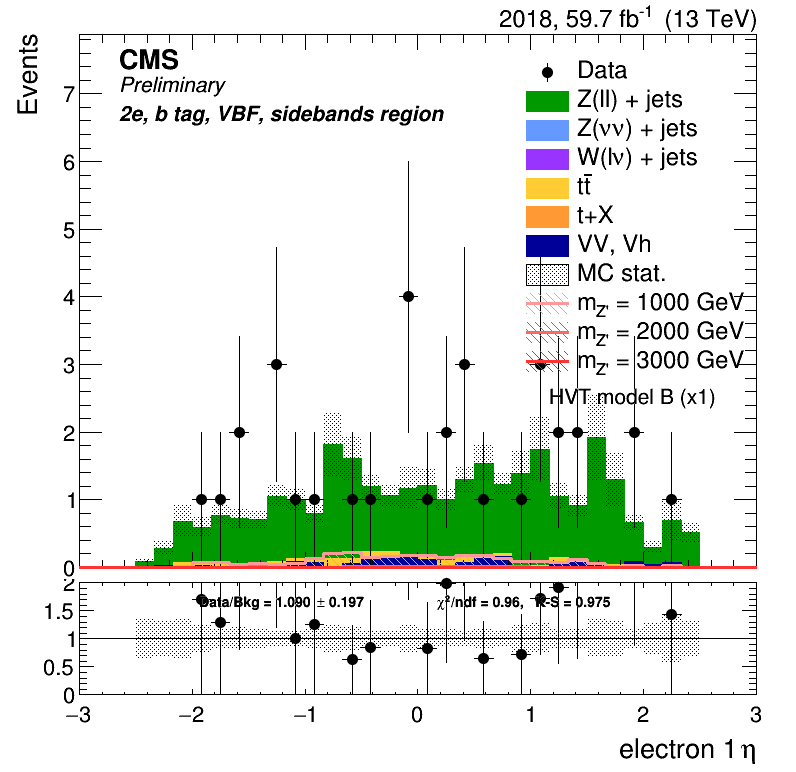 2018, 59.7 fb⁻¹ (13 TeV)
Events
CMS
Preliminary
2e, b tag, VBF, sidebands region
Data
Z(ll) + jets
Z(νν) + jets
W(lν) + jets
tt̄
t+X
VV, Vh
MC stat.
m_Z' = 1000 GeV
m_Z' = 2000 GeV
m_Z' = 3000 GeV
HVT model B (x1)
7
6
5
4
3
2
1
0
Data/Bkg = 1.090 ± 0.197 χ²/ndf = 0.96, K-S = 0.975
2
1.5
1
0.5
0
−3 −2 −1 0 1 2 3
electron 1 η